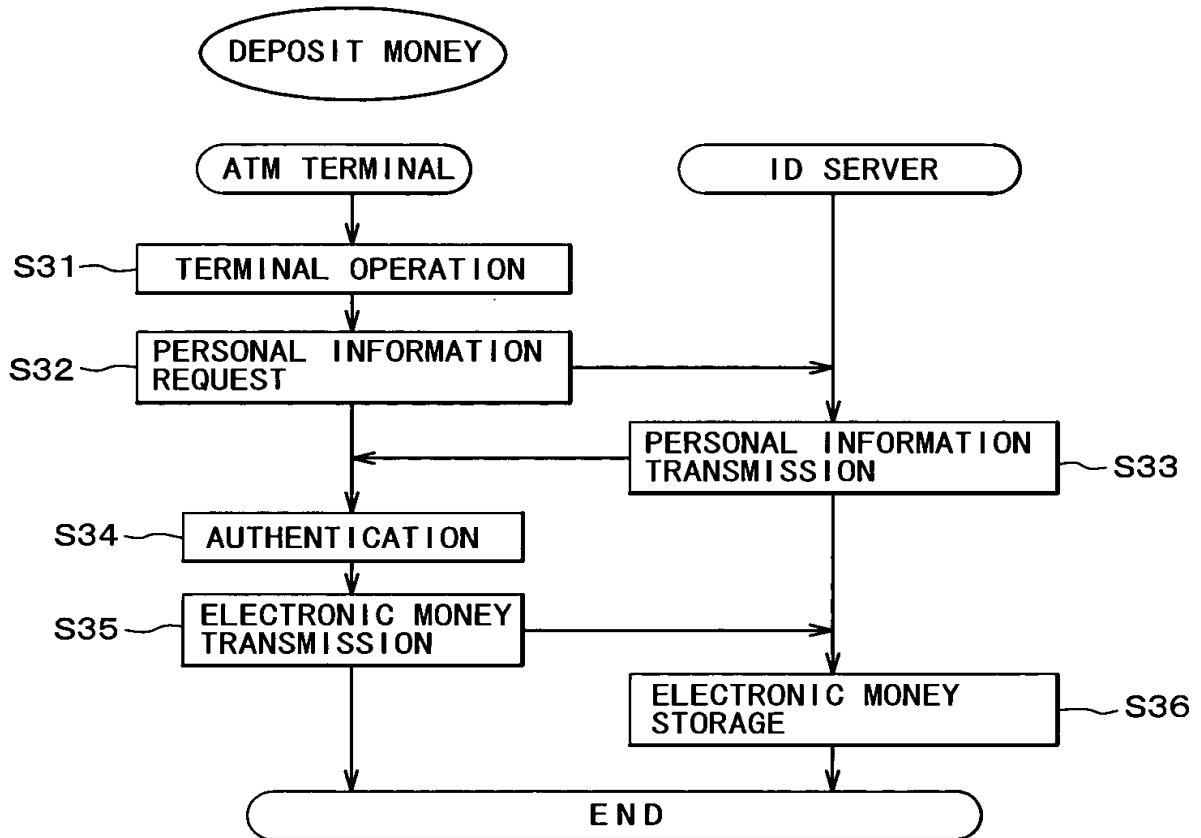 DEPOSIT MONEY
ATM TERMINAL
ID SERVER
S31
TERMINAL OPERATION
S32
PERSONAL INFORMATION
REQUEST
PERSONAL INFORMATION
TRANSMISSION
S33
S34
AUTHENTICATION
S35
ELECTRONIC MONEY
TRANSMISSION
ELECTRONIC MONEY
STORAGE
S36
END